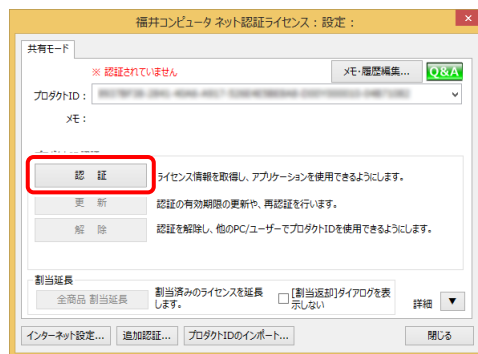 福井コンピュータ ネット認証ライセンス：設定：
×
共有モード
※ 認証されていません
メモ・履歴編集...
Q&A
プロダクトID：
メモ：
認 証
ライセンス情報を取得し、アプリケーションを使用できるようにします。
更 新
認証の有効期限の更新や、再認証を行います。
解 除
認証を解除し、他のPC/ユーザーでプロダクトIDを使用できるようにします。
割当延長
全商品 割当延長
割当済みのライセンスを延長
します。
[割当返却]ダイアログを表
示しない
詳細 ▼
インターネット設定...
追加認証...
プロダクトIDのインポート...
閉じる